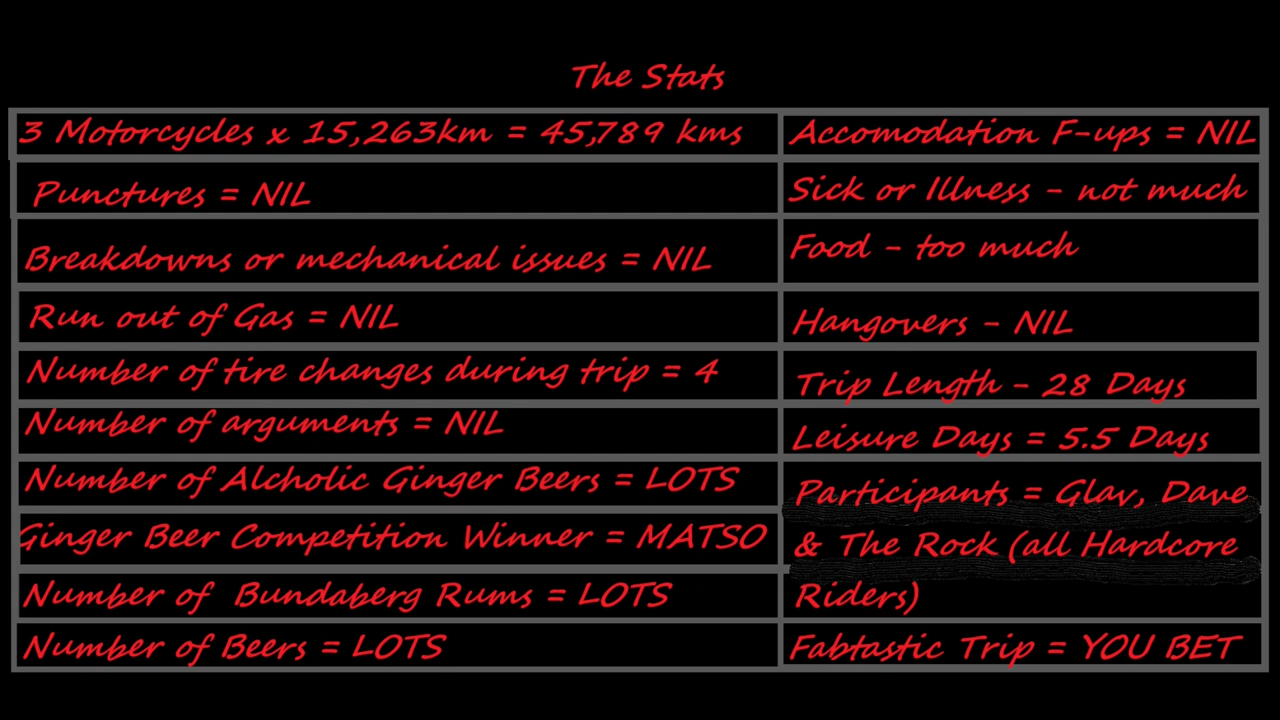 The Stats
3 Motorcycles x 15,263km = 45,789 kms
Punctures = NIL
Breakdowns or mechanical issues = NIL
Run out of Gas = NIL
Number of tire changes during trip = 4
Number of arguments = NIL
Number of Alcholic Ginger Beers = LOTS
Ginger Beer Competition Winner = MATSO
Number of Bundaberg Rums = LOTS
Number of Beers = LOTS
Accomodation F-ups = NIL
Sick or Illness - not much
Food - too much
Hangovers - NIL
Trip Length - 28 Days
Leisure Days = 5.5 Days
Participants = Glav, Dave
& The Rock (all Hardcore
Riders)
Fabtastic Trip = YOU BET